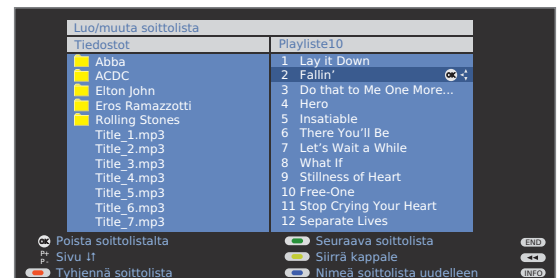 Luo/muuta soittolista
Tiedostot
Playliste10
Abba
ACDC
Elton John
Eros Ramazzotti
Rolling Stones
Title_1.mp3
Title_2.mp3
Title_3.mp3
Title_4.mp3
Title_5.mp3
Title_6.mp3
Title_7.mp3
1 Lay it Down
2 Fallin’ OK
3 Do that to Me One More...
4 Hero
5 Insatiable
6 There You’ll Be
7 Let’s Wait a While
8 What If
9 Stillness of Heart
10 Free-One
11 Stop Crying Your Heart
12 Separate Lives
OK Poista soittolistalta
P+ P- Sivu ↓↑
Tyhjennä soittolista
Seuraava soittolista
Siirrä kappale
Nimeä soittolista uudelleen
END
INFO